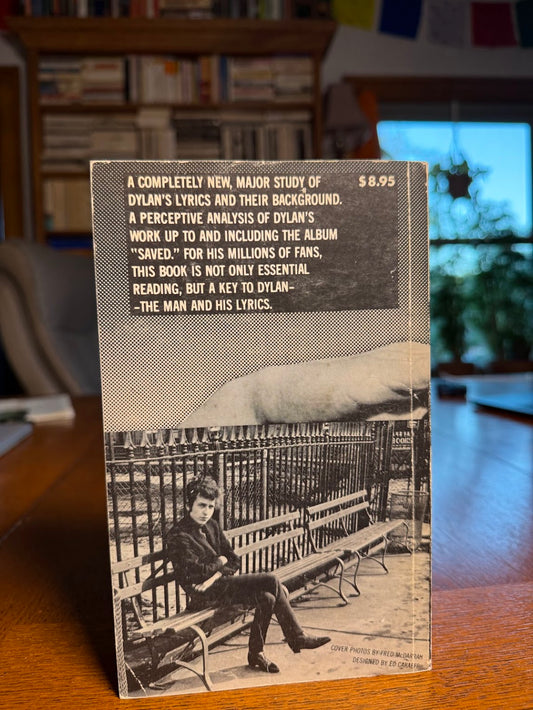 A COMPLETELY NEW, MAJOR STUDY OF
$8.95
DYLAN'S LYRICS AND THEIR BACKGROUND.
A PERCEPTIVE ANALYSIS OF DYLAN'S
WORK UP TO AND INCLUDING THE ALBUM
"SAVED." FOR HIS MILLIONS OF FANS,
THIS BOOK IS NOT ONLY ESSENTIAL
READING, BUT A KEY TO DYLAN–
–THE MAN AND HIS LYRICS.
COVER PHOTOS BY FRED McDARRAH
DESIGNED BY ED